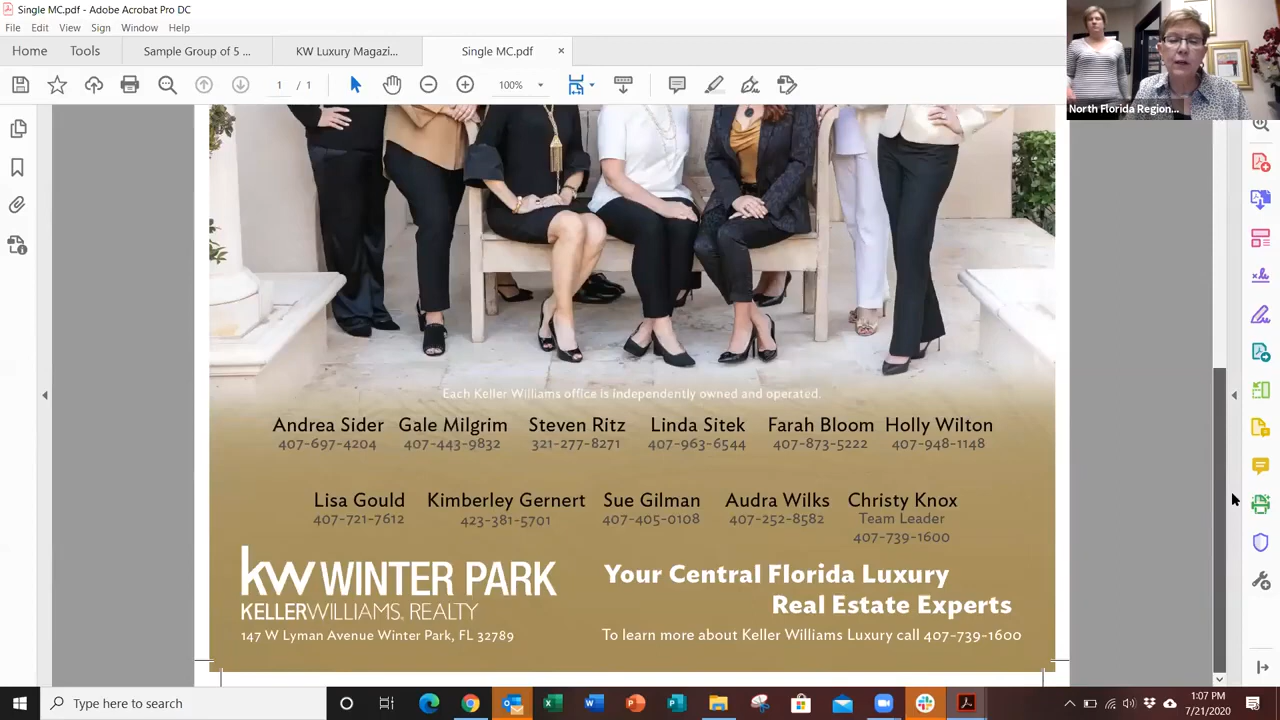 Single MC.pdf - Adobe Acrobat Pro DC
File Edit View Sign Window Help
Home Tools Sample Group of 5 ... KW Luxury Magazi... Single MC.pdf ×
1 / 1 100%
North Florida Region...
Each Keller Williams office is independently owned and operated.
Andrea Sider Gale Milgrim Steven Ritz Linda Sitek Farah Bloom Holly Wilton
407-697-4204 407-443-9832 321-277-8271 407-963-6544 407-873-5222 407-948-1148
Lisa Gould Kimberley Gernert Sue Gilman Audra Wilks Christy Knox
407-721-7612 423-381-5701 407-405-0108 407-252-8582 Team Leader
407-739-1600
kw WINTER PARK
KELLERWILLIAMS. REALTY
147 W Lyman Avenue Winter Park, FL 32789
Your Central Florida Luxury
Real Estate Experts
To learn more about Keller Williams Luxury call 407-739-1600
Type here to search
1:07 PM
7/21/2020